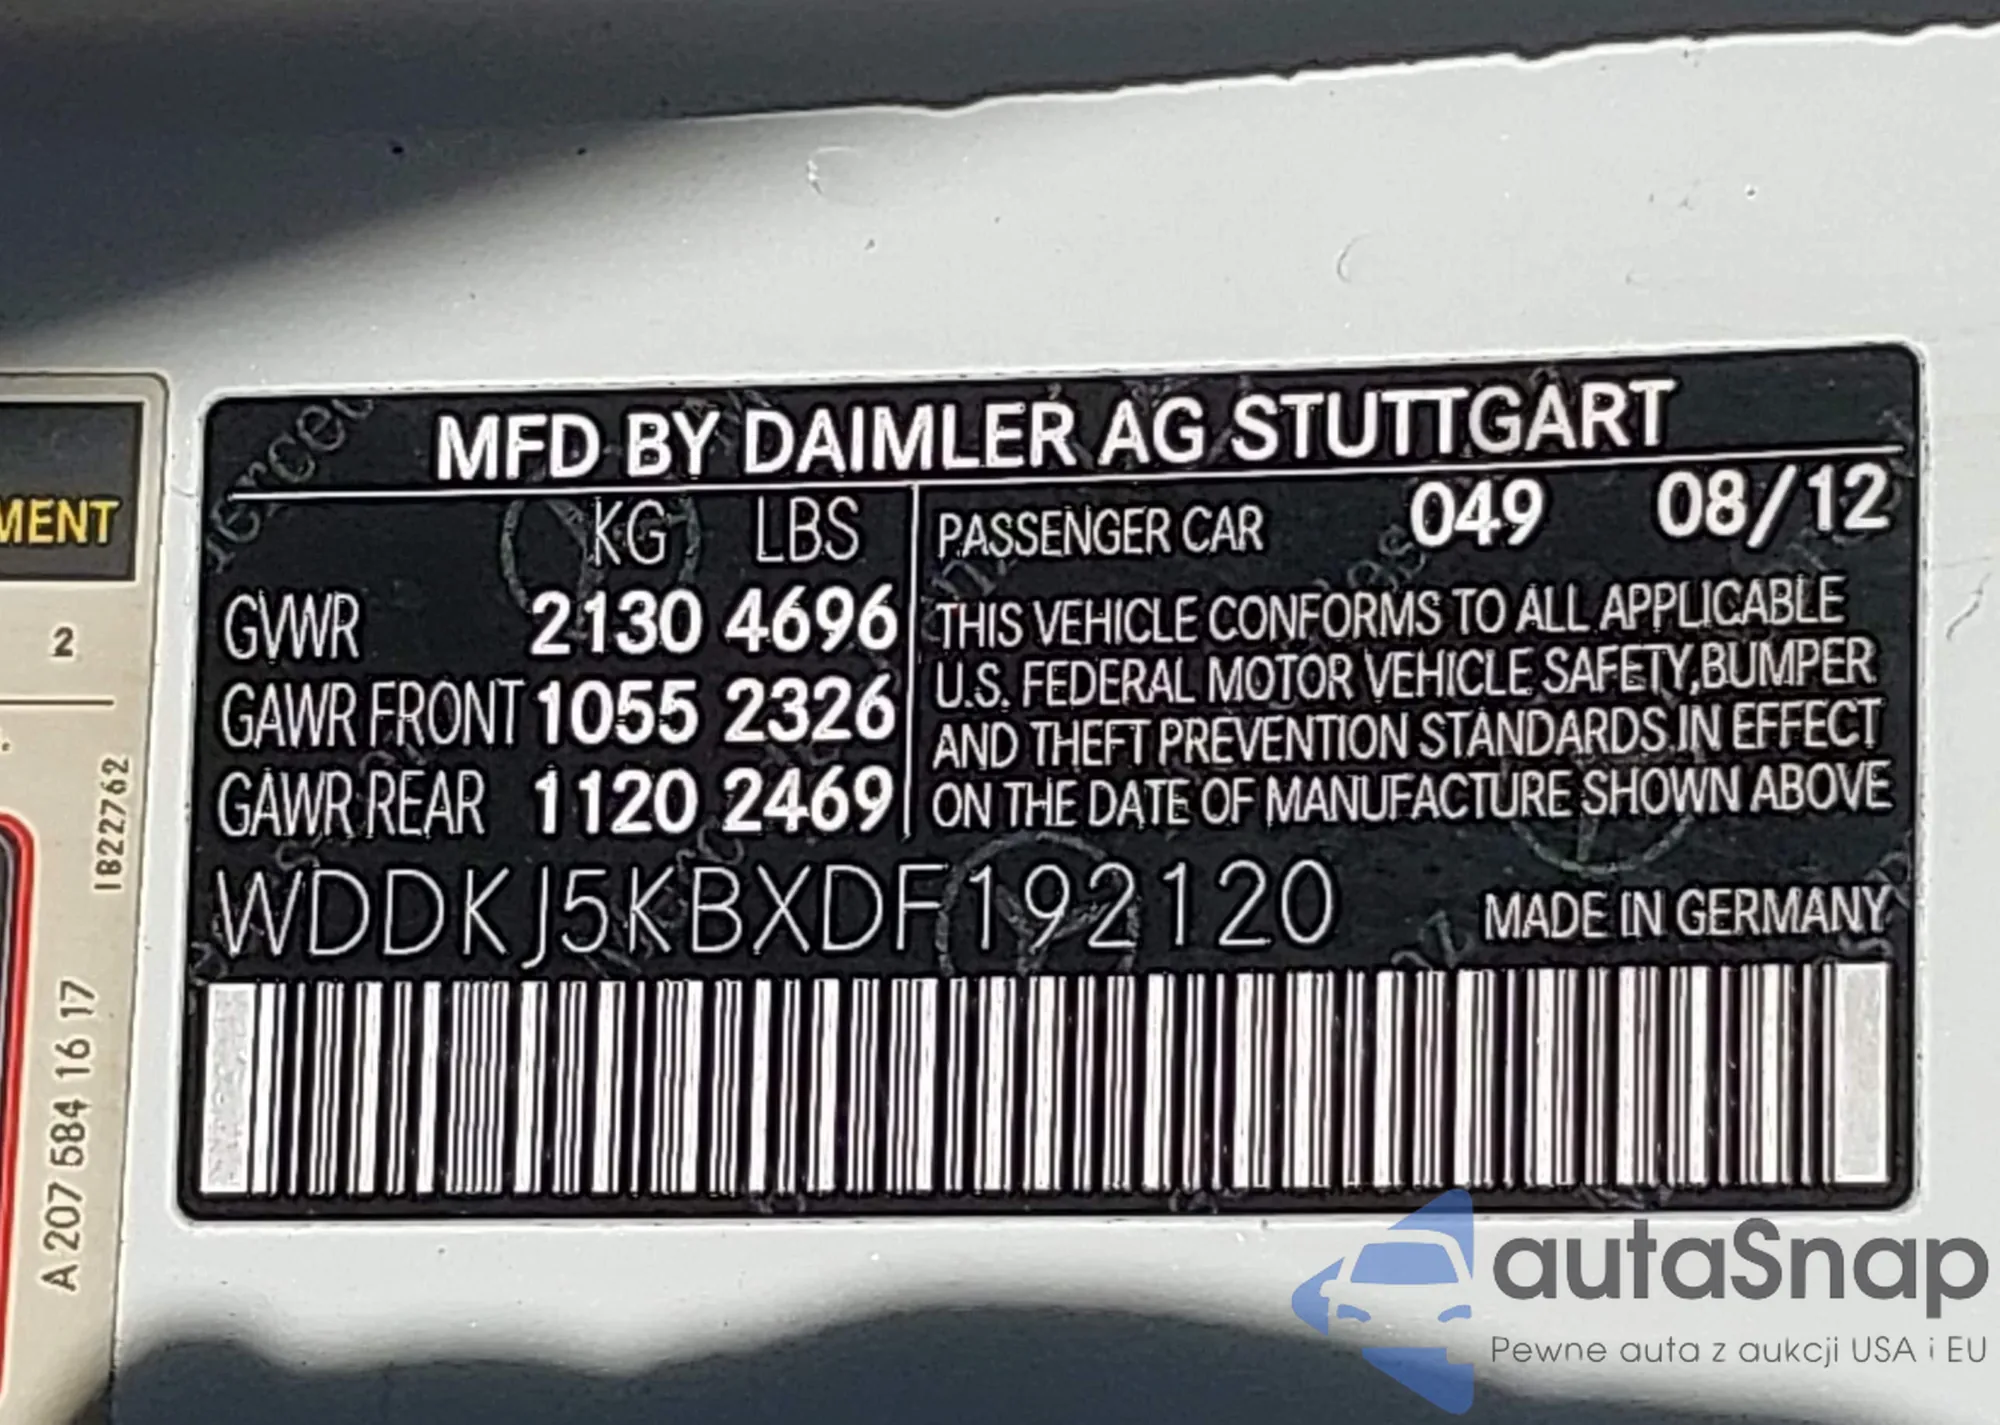 MFD BY DAIMLER AG STUTTGART
KG LBS
GVWR 2130 4696
GAWR FRONT 1055 2326
GAWR REAR 1120 2469
PASSENGER CAR 049 08/12
THIS VEHICLE CONFORMS TO ALL APPLICABLE
U.S. FEDERAL MOTOR VEHICLE SAFETY, BUMPER
AND THEFT PREVENTION STANDARDS IN EFFECT
ON THE DATE OF MANUFACTURE SHOWN ABOVE
WDDKJ5KBXDF192120 MADE IN GERMANY
MENT
2
1822762
A 207 584 16 17
autaSnap
Pewne auta z aukcji USA i EU